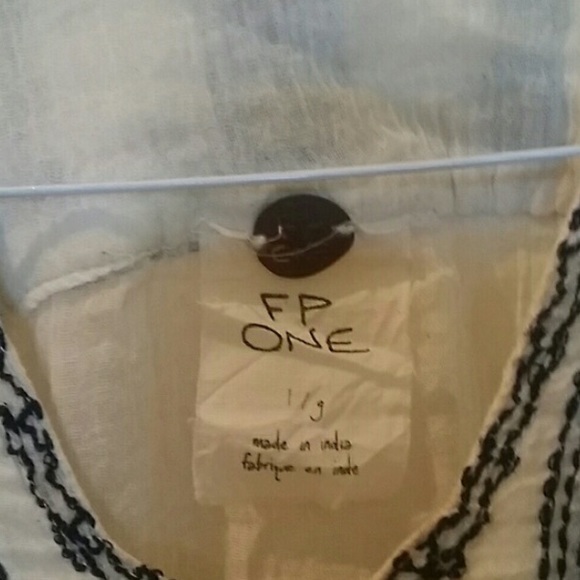 FP
ONE
made in india
fabriqué en inde